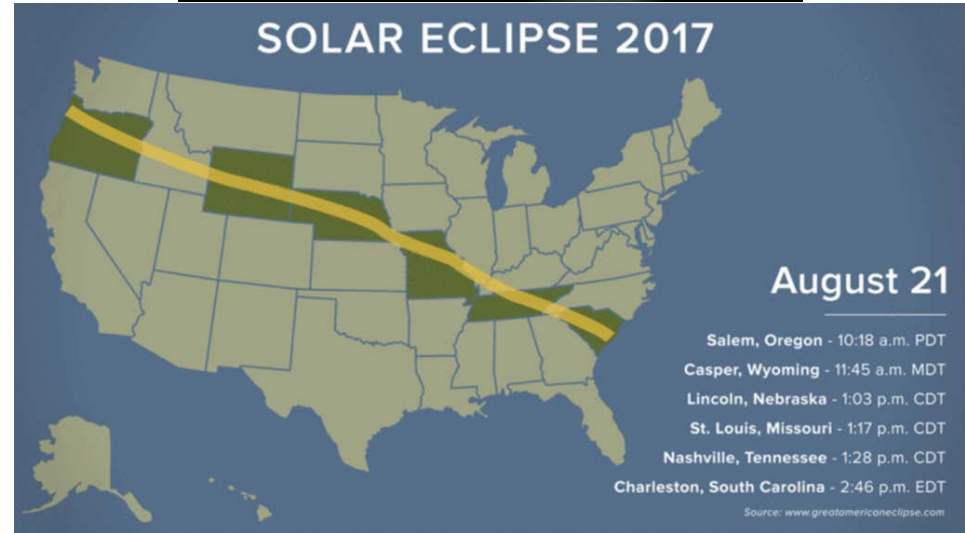 SOLAR ECLIPSE 2017
August 21
Salem, Oregon - 10:18 a.m. PDT
Casper, Wyoming - 11:45 a.m. MDT
Lincoln, Nebraska - 1:03 p.m. CDT
St. Louis, Missouri - 1:17 p.m. CDT
Nashville, Tennessee - 1:28 p.m. CDT
Charleston, South Carolina - 2:46 p.m. EDT
Source: www.greatamericaneclipse.com